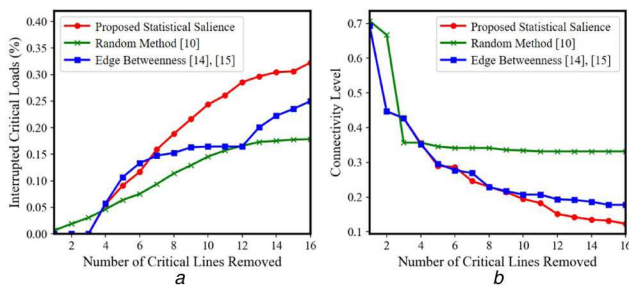 Proposed Statistical Salience
Random Method [10]
Edge Betweenness [14], [15]
Interrupted Critical Loads (%)
0.35
0.30
0.25
0.20
0.15
0.10
0.05
0.00
2 4 6 8 10 12 14 16
Number of Critical Lines Removed
a
Proposed Statistical Salience
Random Method [10]
Edge Betweenness [14], [15]
Connectivity Level
0.7
0.6
0.5
0.4
0.3
0.2
0.1
2 4 6 8 10 12 14 16
Number of Critical Lines Removed
b